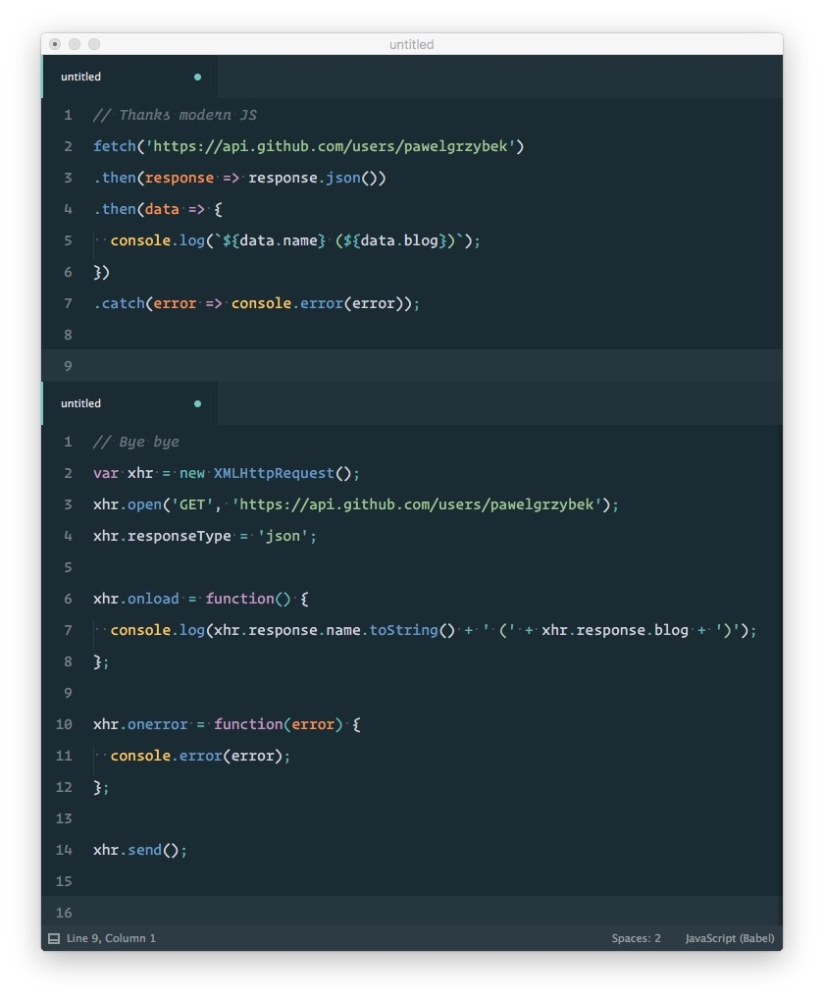 untitled
untitled
1 // Thanks modern JS
2 fetch('https://api.github.com/users/pawelgrzybek')
3 .then(response => response.json())
4 .then(data => {
5   console.log(`${data.name} (${data.blog})`);
6 })
7 .catch(error => console.error(error));
8
9
untitled
1 // Bye bye
2 var xhr = new XMLHttpRequest();
3 xhr.open('GET', 'https://api.github.com/users/pawelgrzybek');
4 xhr.responseType = 'json';
5
6 xhr.onload = function() {
7   console.log(xhr.response.name.toString() + ' (' + xhr.response.blog + ')');
8 };
9
10 xhr.onerror = function(error) {
11   console.error(error);
12 };
13
14 xhr.send();
15
16
Line 9, Column 1 Spaces: 2 JavaScript (Babel)